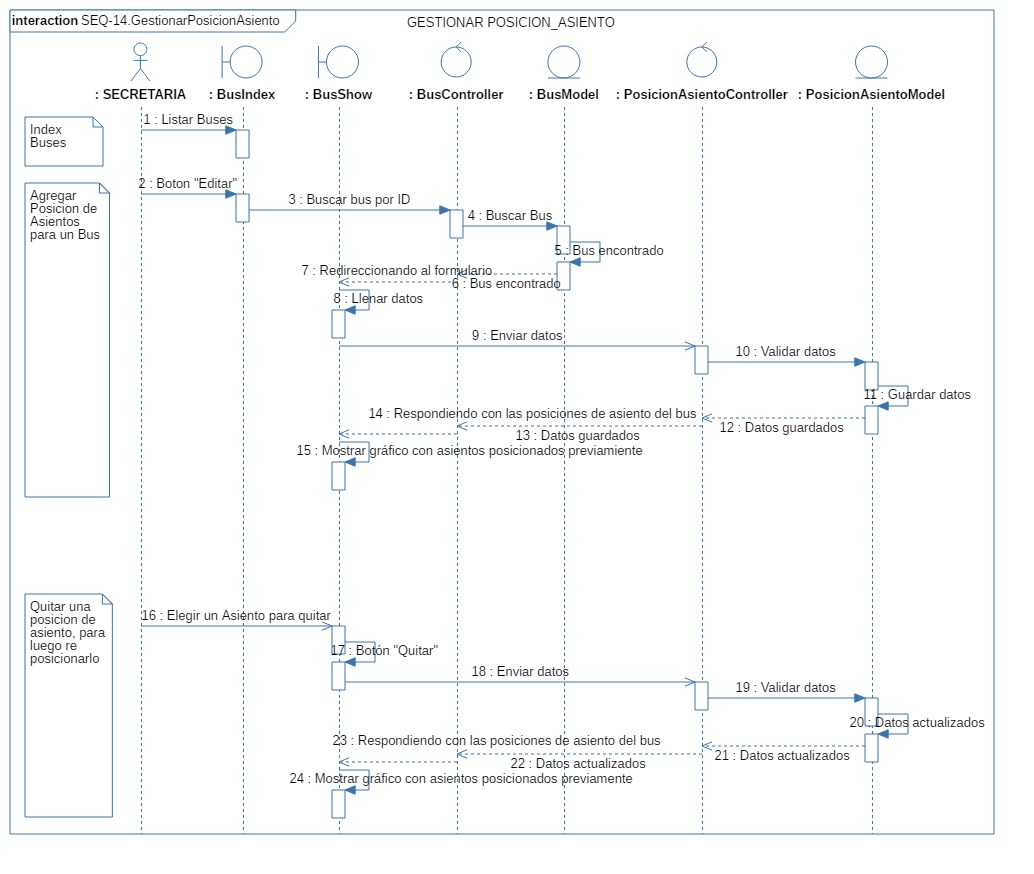 interaction SEQ-14.GestionarPosicionAsiento
GESTIONAR POSICION_ASIENTO
: SECRETARIA
: BusIndex
: BusShow
: BusController
: BusModel
: PosicionAsientoController
: PosicionAsientoModel
Index
Buses
1 : Listar Buses
Agregar
Posicion de
Asientos
para un Bus
2 : Boton "Editar"
3 : Buscar bus por ID
4 : Buscar Bus
5 : Bus encontrado
6 : Bus encontrado
7 : Redireccionando al formulario
8 : Llenar datos
9 : Enviar datos
10 : Validar datos
11 : Guardar datos
12 : Datos guardados
13 : Datos guardados
14 : Respondiendo con las posiciones de asiento del bus
15 : Mostrar gráfico con asientos posicionados previamiente
Quitar una
posicion de
asiento, para
luego re
posicionarlo
16 : Elegir un Asiento para quitar
17 : Botón "Quitar"
18 : Enviar datos
19 : Validar datos
20 : Datos actualizados
21 : Datos actualizados
22 : Datos actualizados
23 : Respondiendo con las posiciones de asiento del bus
24 : Mostrar gráfico con asientos posicionados previamente